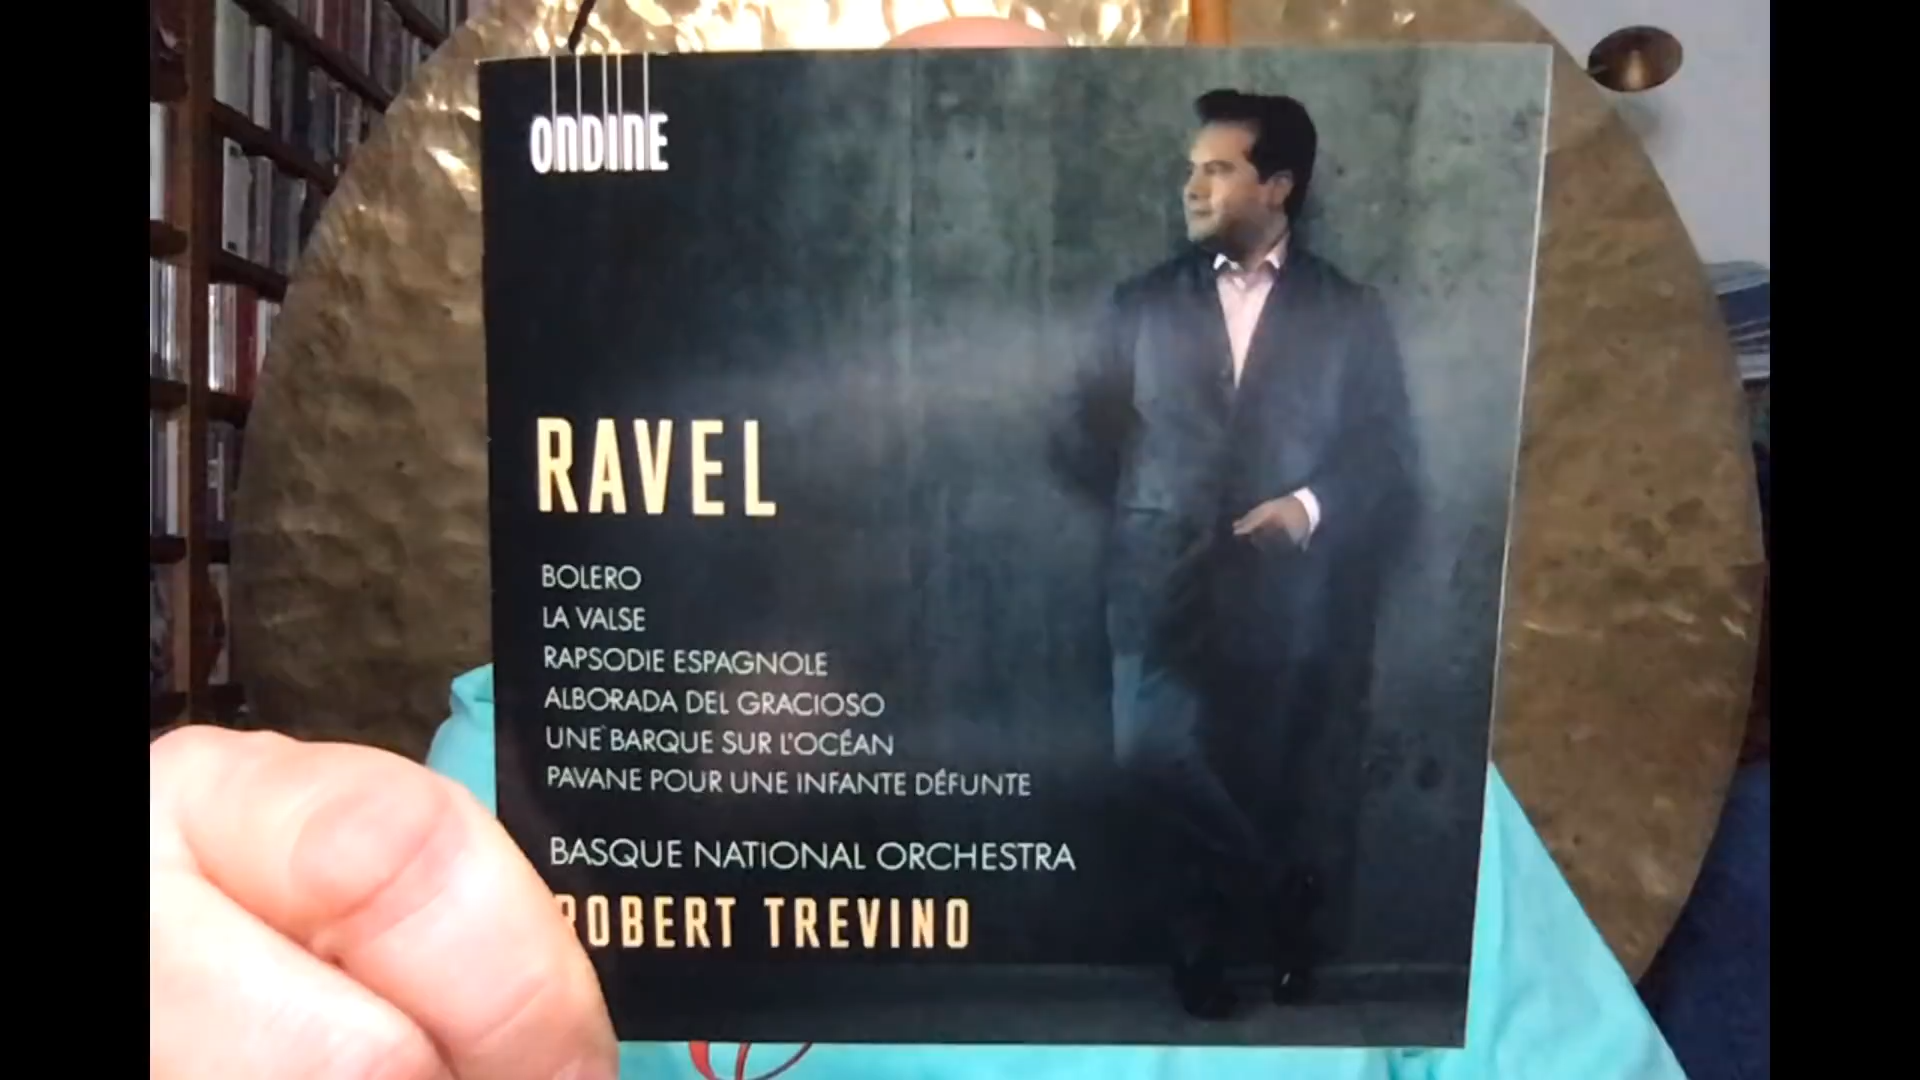 ONDINE
RAVEL
BOLERO
LA VALSE
RAPSODIE ESPAGNOLE
ALBORADA DEL GRACIOSO
UNE BARQUE SUR L'OCÉAN
PAVANE POUR UNE INFANTE DÉFUNTE
BASQUE NATIONAL ORCHESTRA
ROBERT TREVINO